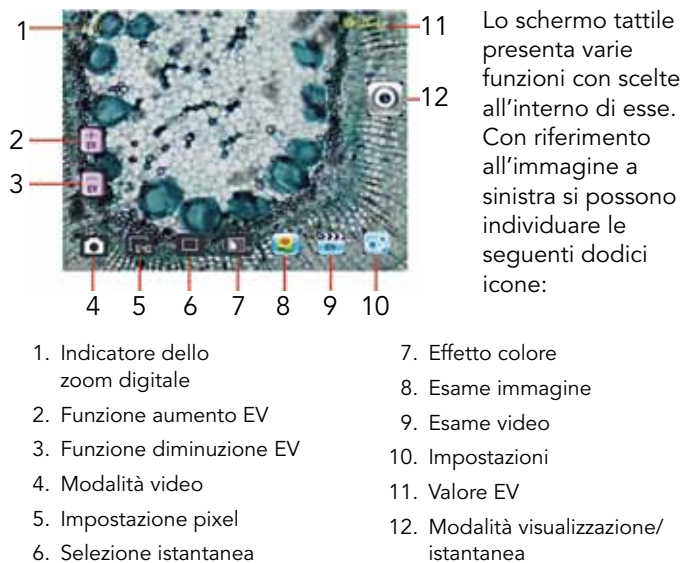 1
2
3
4 5 6 7 8 9 10
11
12
Lo schermo tattile
presenta varie
funzioni con scelte
all'interno di esse.
Con riferimento
all'immagine a
sinistra si possono
individuare le
seguenti dodici
icone:
1. Indicatore dello
zoom digitale
2. Funzione aumento EV
3. Funzione diminuzione EV
4. Modalità video
5. Impostazione pixel
6. Selezione istantanea
7. Effetto colore
8. Esame immagine
9. Esame video
10. Impostazioni
11. Valore EV
12. Modalità visualizzazione/
istantanea